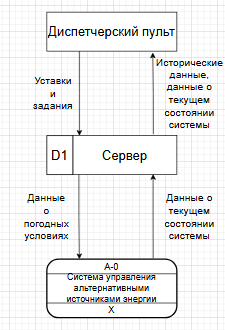 Диспетчерский пульт
Уставки
и
задания
Исторические
данные,
данные о
текущем
состоянии
системы
D1
Сервер
Данные
о
погодных
условиях
Данные о
текущем
состоянии
системы
A-0
Система управления
альтернативными
источниками энергии
X